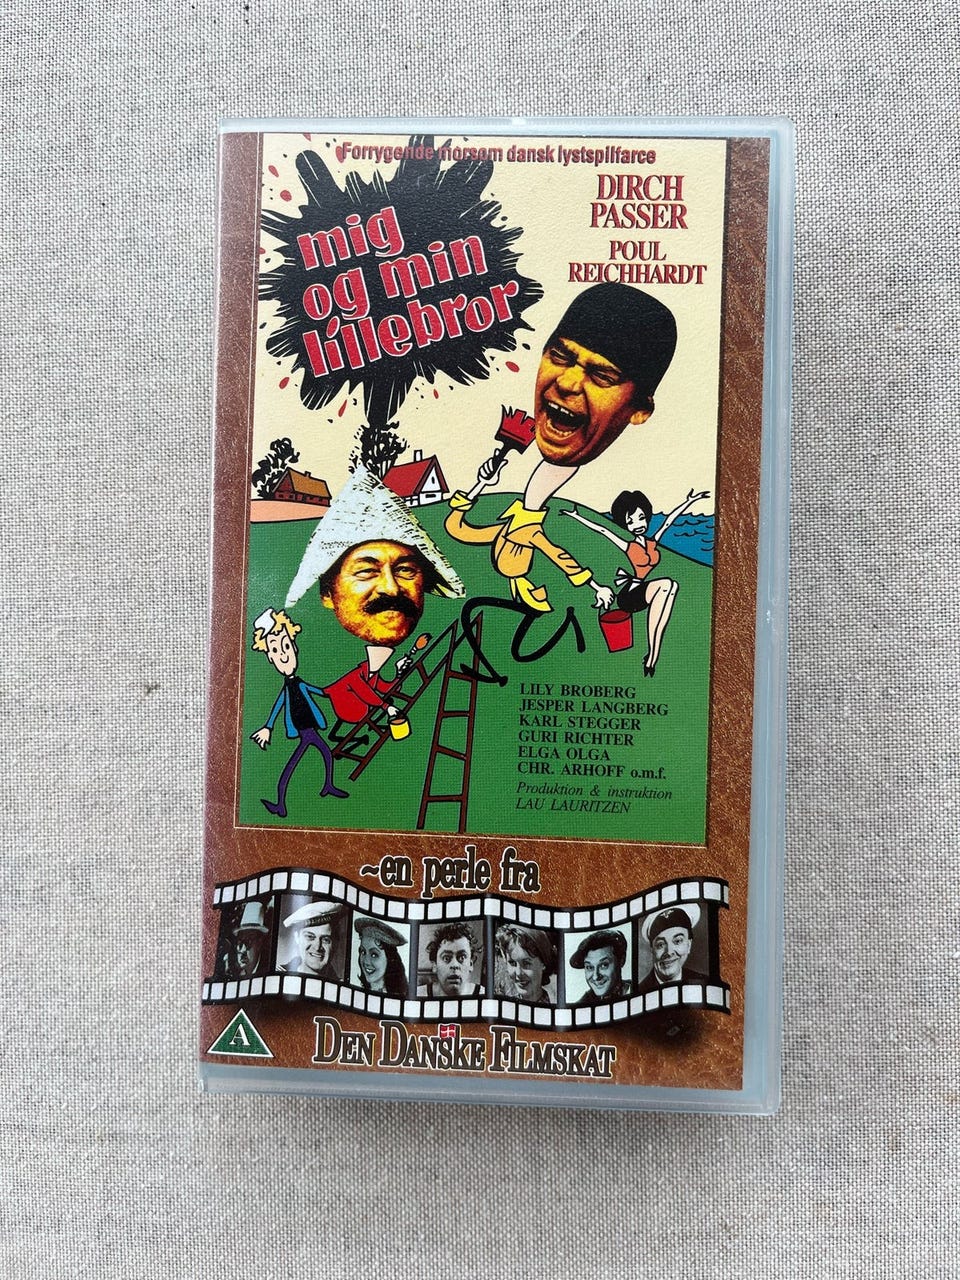 Forrygende morsom dansk lystspilfarce
DIRCH
PASSER
POUL
REICHHARDT
mig
og min
lillebror
LILY BROBERG
JESPER LANGBERG
KARL STEGGER
GURI RICHTER
ELGA OLGA
CHR. ARHOFF o.m.f.
Produktion & instruktion
LAU LAURITZEN
~en perle fra
A
DEN DANSKE FILMSKAT